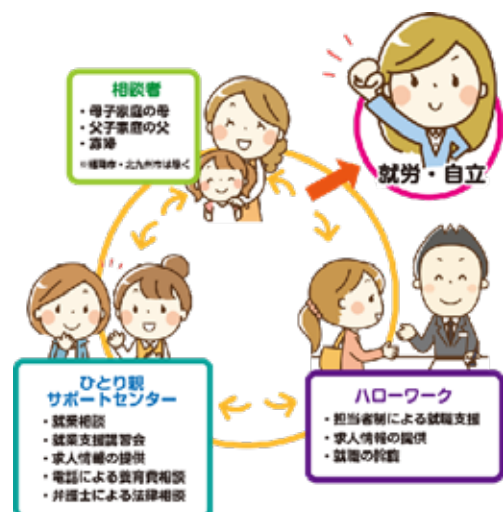 相談者
・母子家庭の母
・父子家庭の父
・寡婦
※福岡市・北九州市は除く
就労・自立
ひとり親
サポートセンター
・就業相談
・就業支援講習会
・求人情報の提供
・電話による養育費相談
・弁護士による法律相談
ハローワーク
・担当者制による就職支援
・求人情報の提供
・就職の斡旋